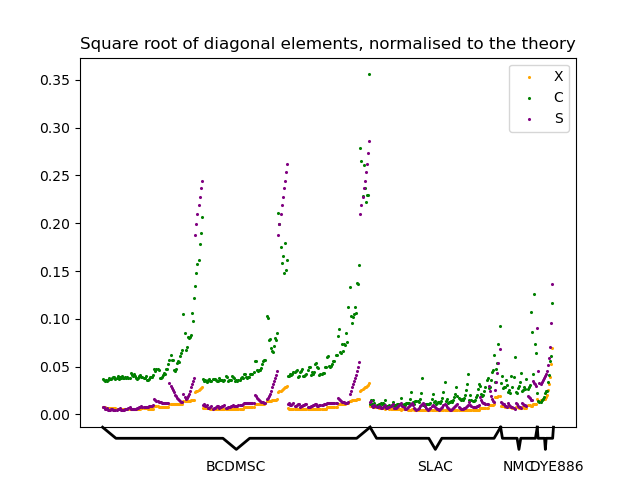 Square root of diagonal elements, normalised to the theory
X
C
S
0.35
0.30
0.25
0.20
0.15
0.10
0.05
0.00
BCDMSC SLAC NMC DYE886